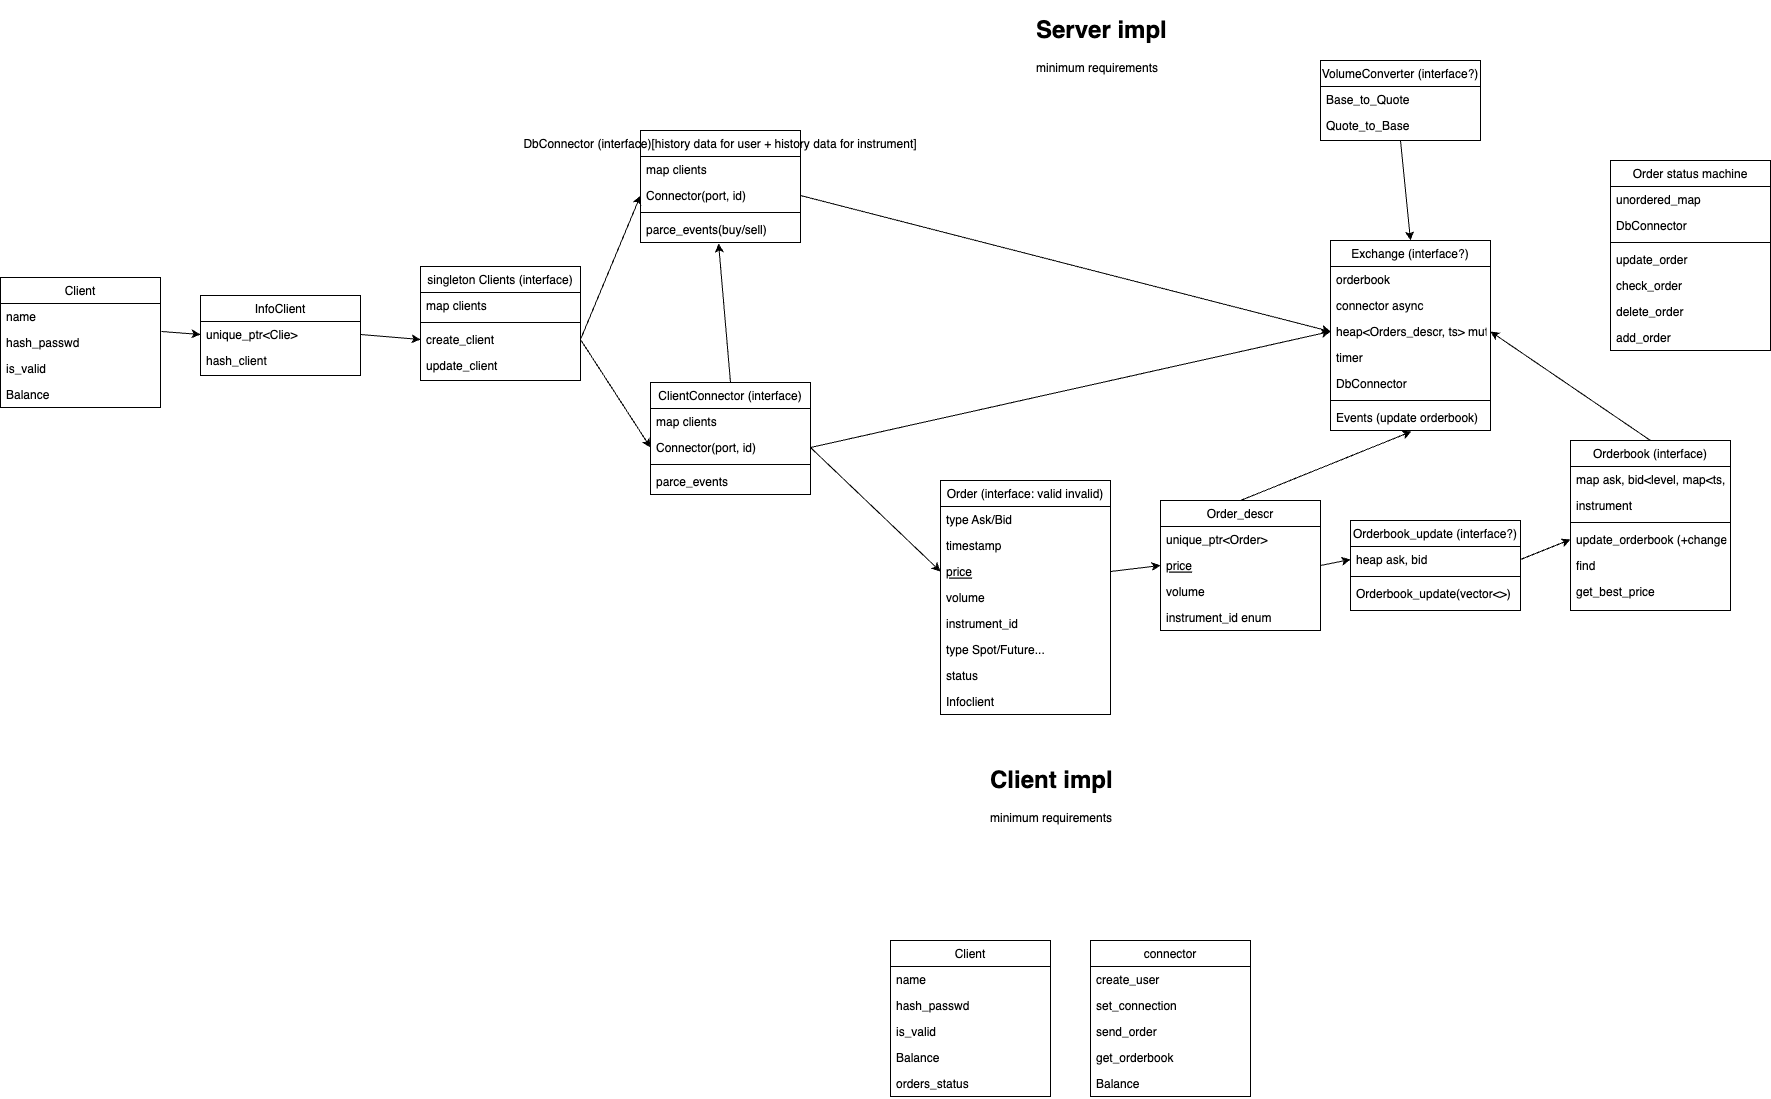 Server impl
minimum requirements
VolumeConverter (interface?)
Base_to_Quote
Quote_to_Base
DbConnector (interface)[history data for user + history data for instrument]
map clients
Connector(port, id)
parce_events(buy/sell)
Order status machine
unordered_map
DbConnector
update_order
check_order
delete_order
add_order
Client
name
hash_passwd
is_valid
Balance
InfoClient
unique_ptr<Clie>
hash_client
singleton Clients (interface)
map clients
create_client
update_client
ClientConnector (interface)
map clients
Connector(port, id)
parce_events
Exchange (interface?)
orderbook
connector async
heap<Orders_descr, ts> mut
timer
DbConnector
Events (update orderbook)
Order (interface: valid invalid)
type Ask/Bid
timestamp
price
volume
instrument_id
type Spot/Future...
status
Infoclient
Order_descr
unique_ptr<Order>
price
volume
instrument_id enum
Orderbook_update (interface?)
heap ask, bid
Orderbook_update(vector<>)
Orderbook (interface)
map ask, bid<level, map<ts,
instrument
update_orderbook (+change
find
get_best_price
Client impl
minimum requirements
Client
name
hash_passwd
is_valid
Balance
orders_status
connector
create_user
set_connection
send_order
get_orderbook
Balance